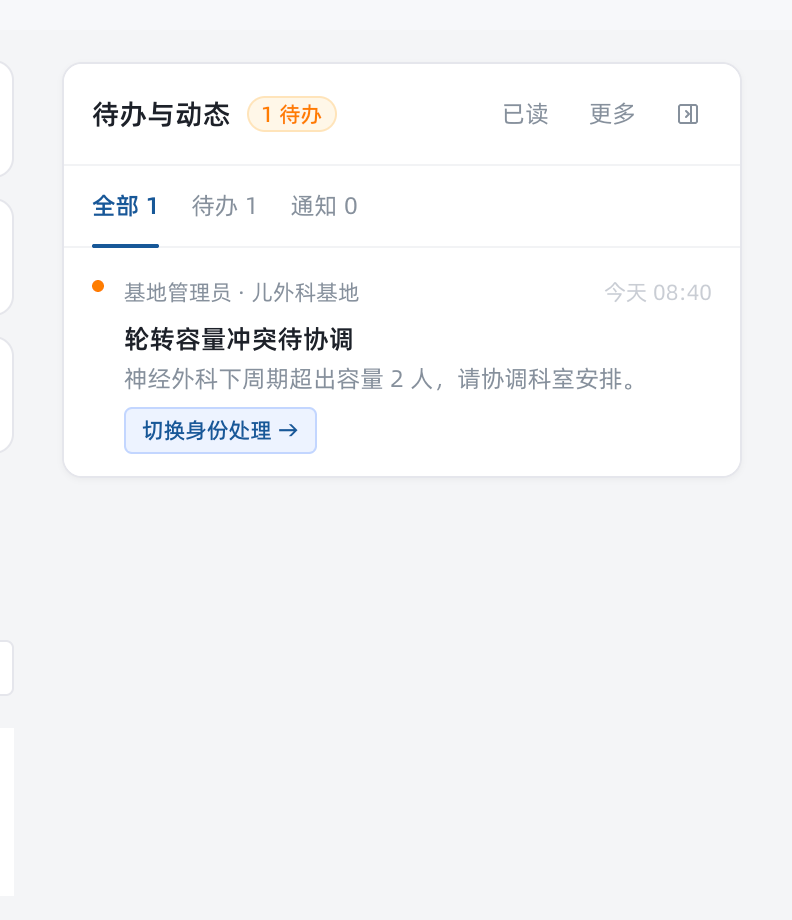 待办与动态 1 待办 已读 更多
全部 1 待办 1 通知 0
基地管理员 · 儿外科基地 今天 08:40
轮转容量冲突待协调
神经外科下周期超出容量 2 人，请协调科室安排。
切换身份处理 →